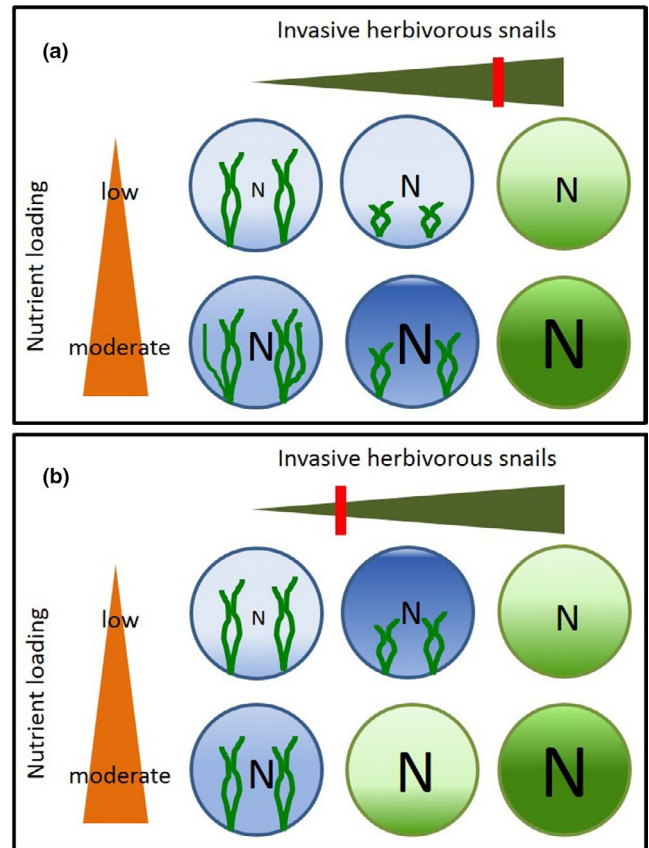 (a)
Invasive herbivorous snails
Nutrient loading
low
N N N
moderate
N N N
(b)
Invasive herbivorous snails
Nutrient loading
low
N N N
moderate
N N N